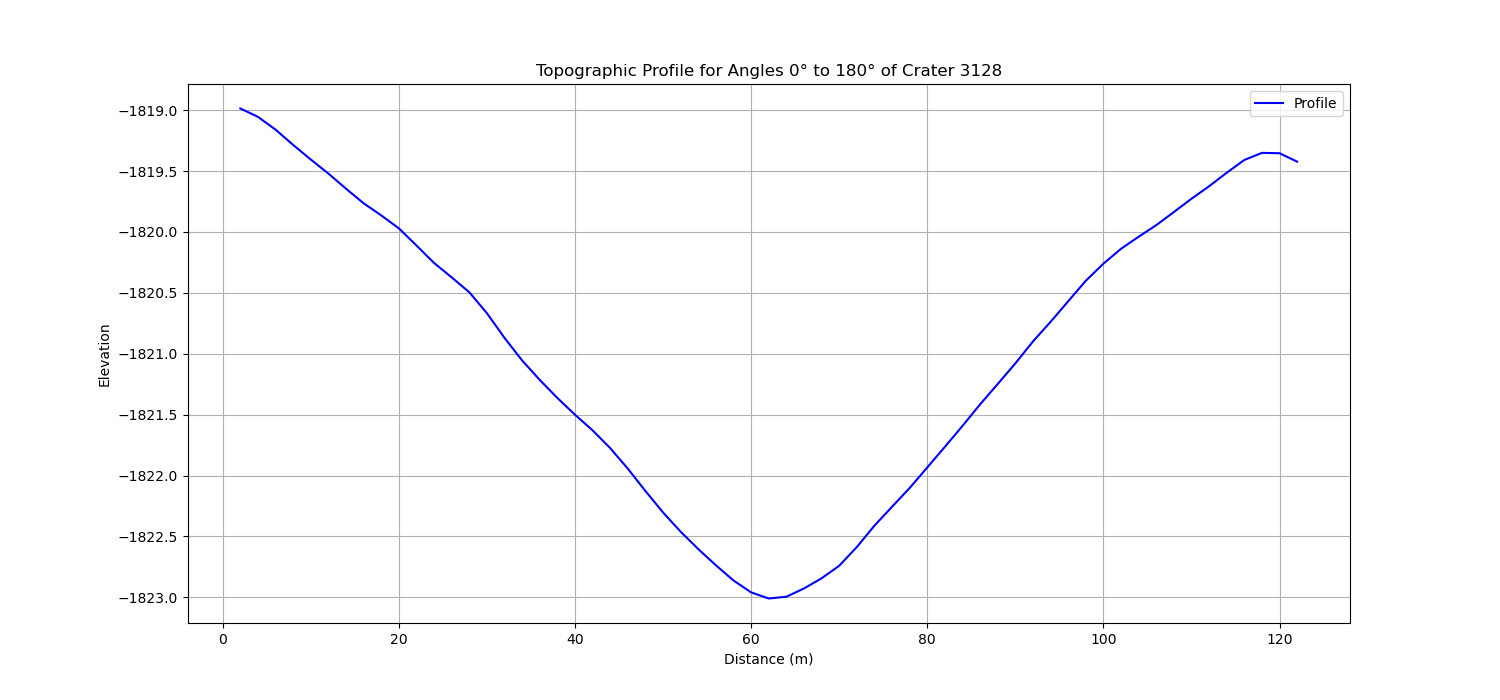 Topographic Profile for Angles 0° to 180° of Crater 3128
Profile
−1819.0
−1819.5
−1820.0
−1820.5
−1821.0
−1821.5
−1822.0
−1822.5
−1823.0
Elevation
0 20 40 60 80 100 120
Distance (m)